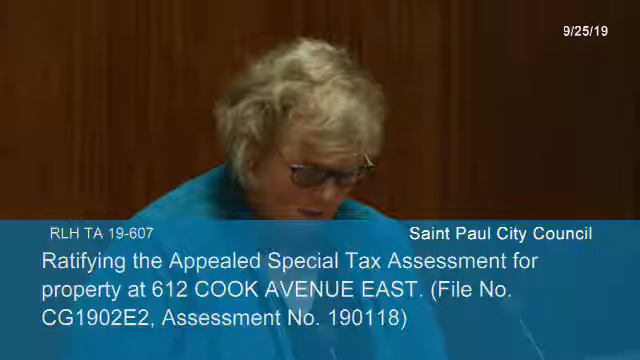 9/25/19
RLH TA 19-607
Saint Paul City Council
Ratifying the Appealed Special Tax Assessment for
property at 612 COOK AVENUE EAST. (File No.
CG1902E2, Assessment No. 190118)